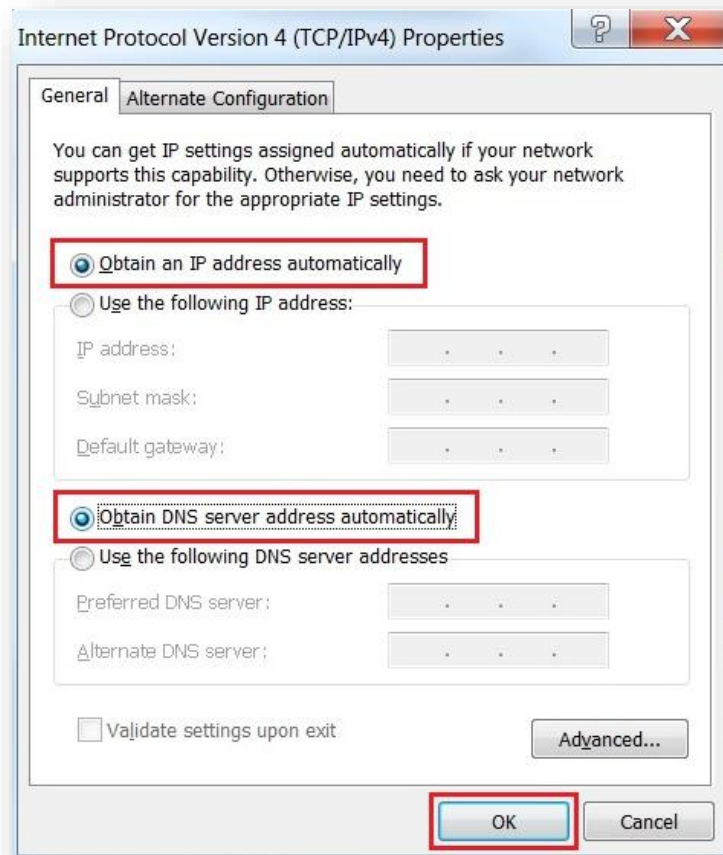 Internet Protocol Version 4 (TCP/IPv4) Properties
General
Alternate Configuration
You can get IP settings assigned automatically if your network
supports this capability. Otherwise, you need to ask your network
administrator for the appropriate IP settings.
Obtain an IP address automatically
Use the following IP address:
IP address:
Subnet mask:
Default gateway:
Obtain DNS server address automatically
Use the following DNS server addresses
Preferred DNS server:
Alternate DNS server:
Validate settings upon exit
Advanced...
OK
Cancel